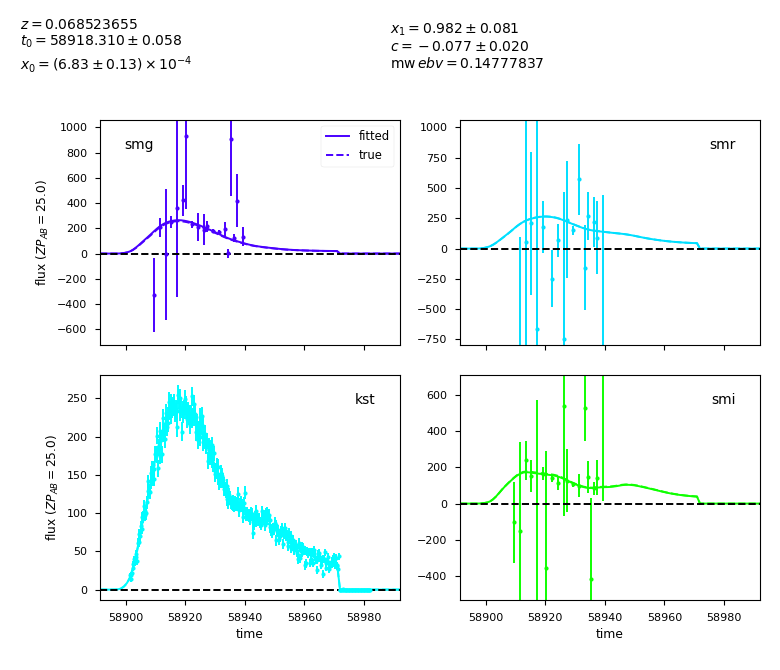 z = 0.068523655
t₀ = 58918.310 ± 0.058
x₀ = (6.83 ± 0.13) × 10⁻⁴
x₁ = 0.982 ± 0.081
c = −0.077 ± 0.020
mw ebv = 0.14777837
smg
fitted
true
1000
800
600
400
200
0
−200
−400
−600
flux (ZP_AB = 25.0)
smr
1000
750
500
250
0
−250
−500
−750
kst
250
200
150
100
50
0
flux (ZP_AB = 25.0)
58900 58920 58940 58960 58980
time
smi
600
400
200
0
−200
−400
58900 58920 58940 58960 58980
time